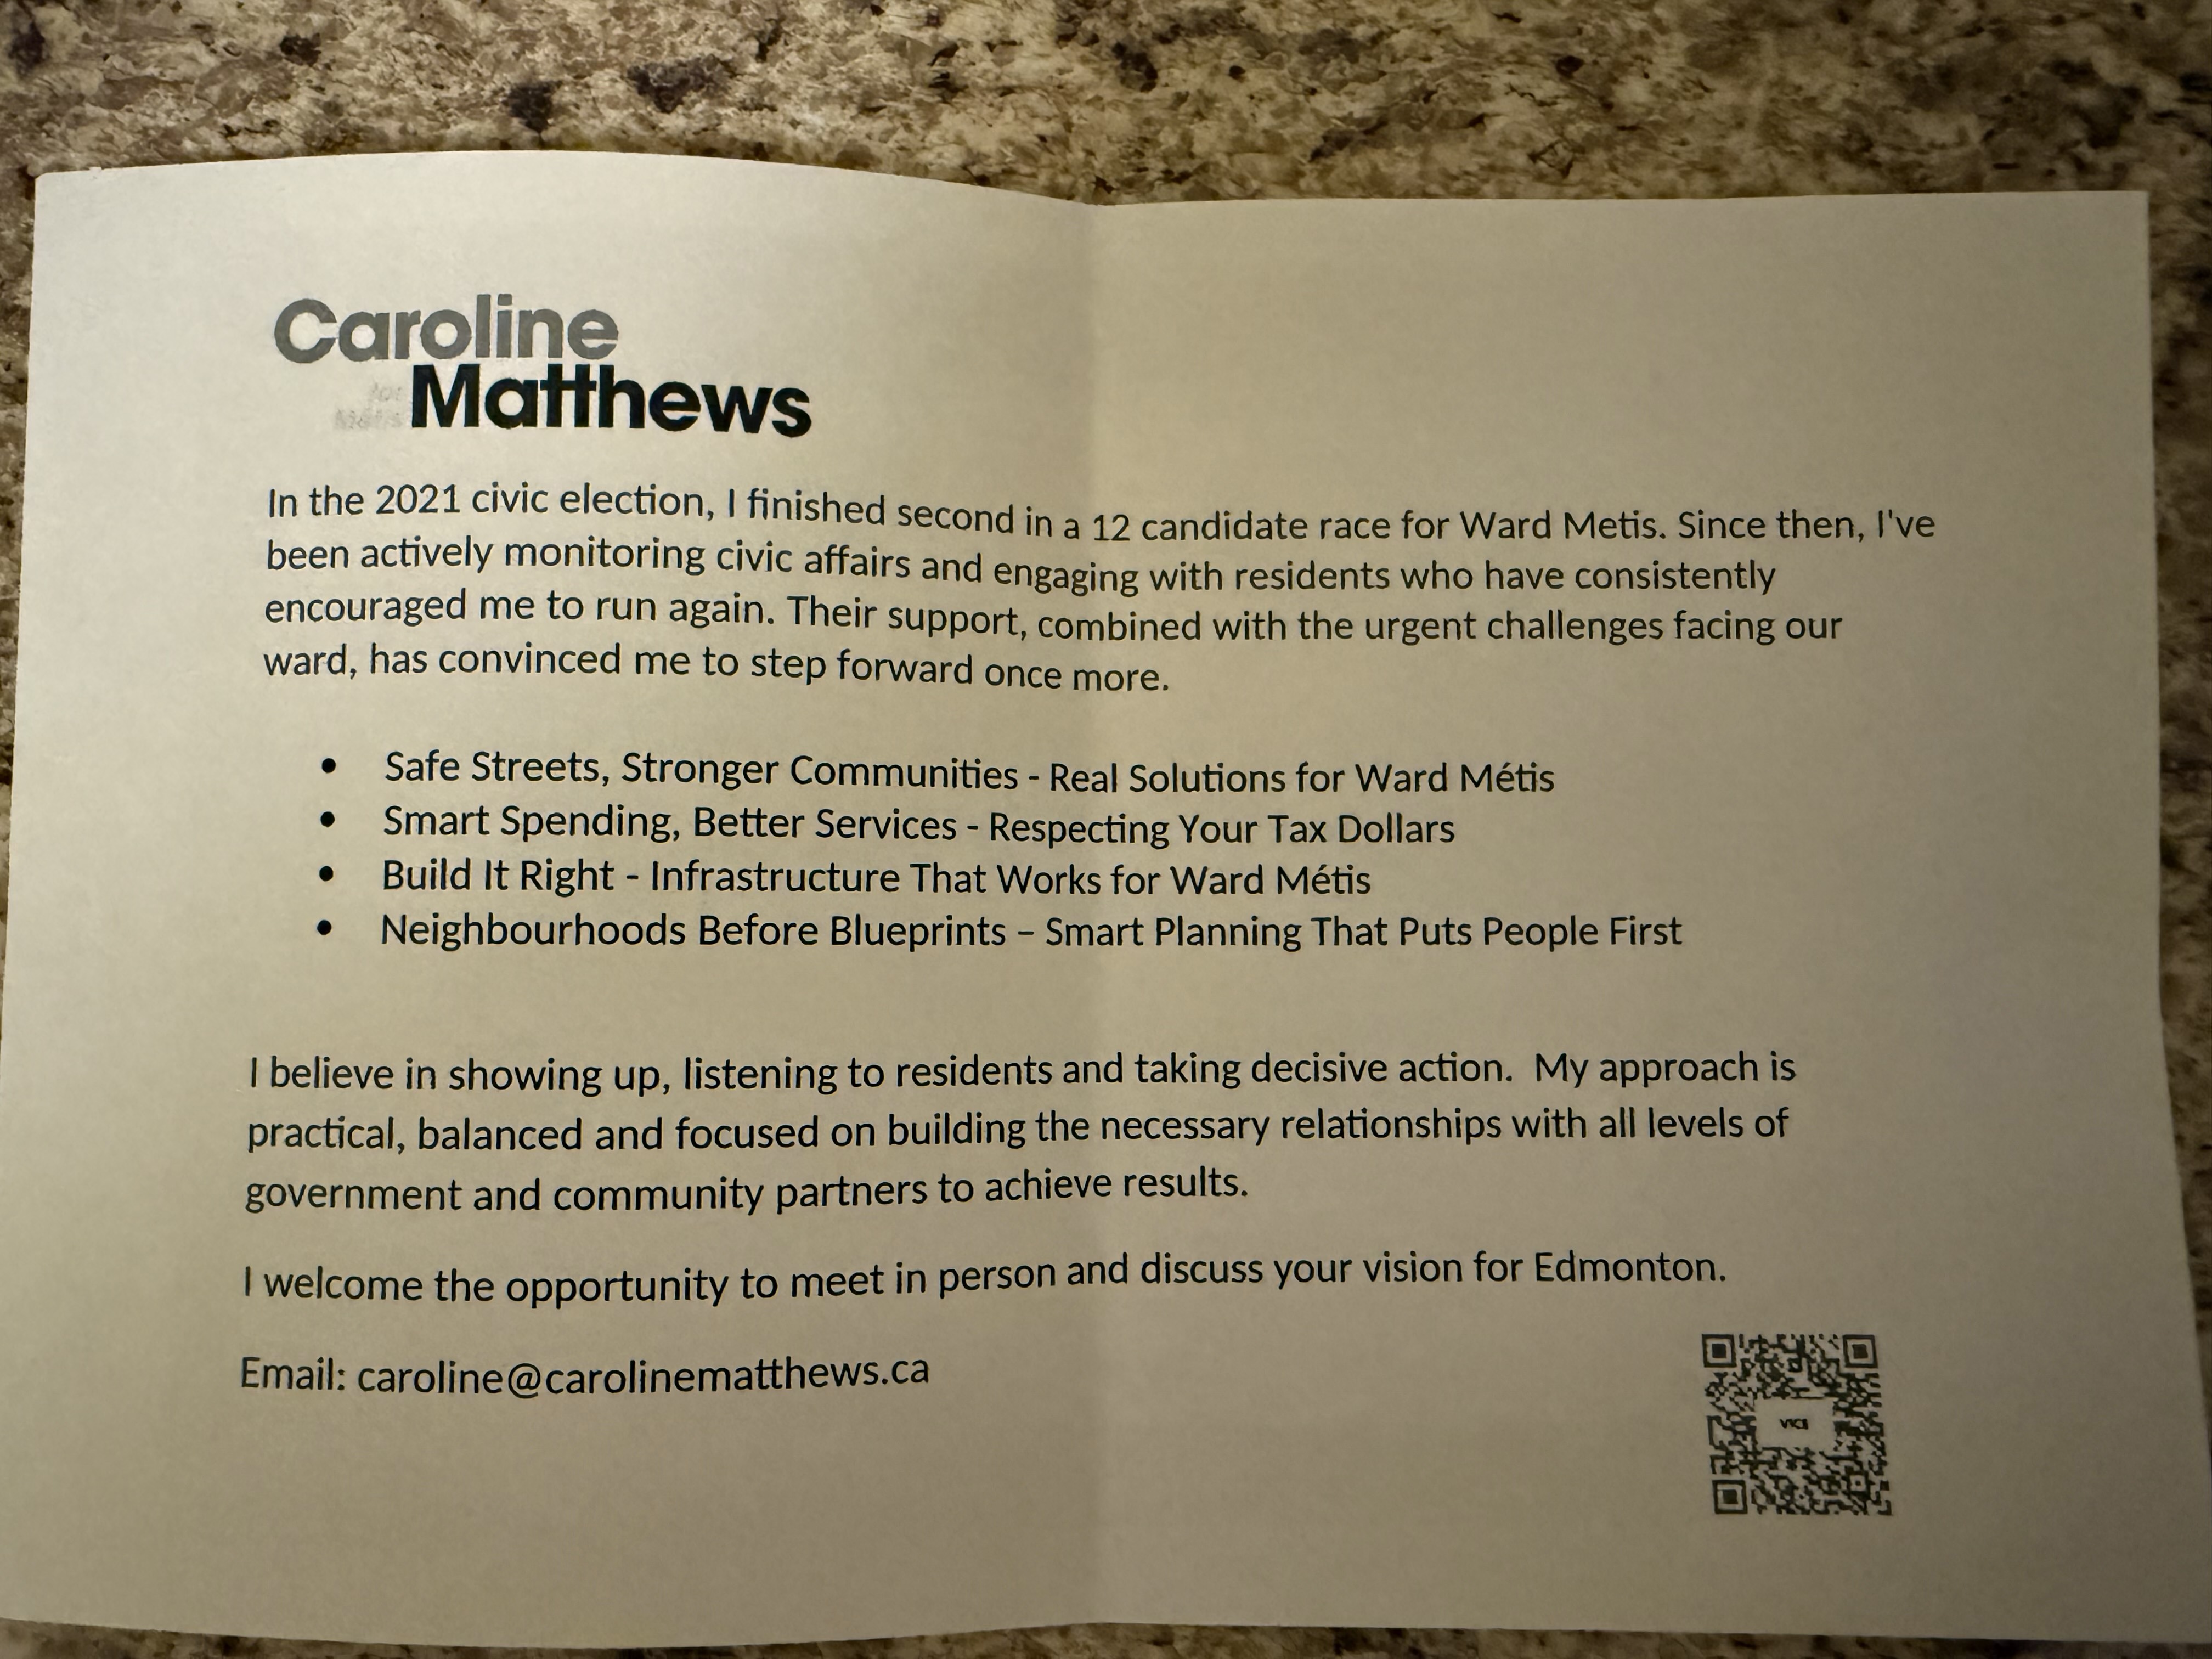 Caroline
for Matthews
Métis
In the 2021 civic election, I finished second in a 12 candidate race for Ward Metis. Since then, I've
been actively monitoring civic affairs and engaging with residents who have consistently
encouraged me to run again. Their support, combined with the urgent challenges facing our
ward, has convinced me to step forward once more.
• Safe Streets, Stronger Communities - Real Solutions for Ward Métis
• Smart Spending, Better Services - Respecting Your Tax Dollars
• Build It Right - Infrastructure That Works for Ward Métis
• Neighbourhoods Before Blueprints – Smart Planning That Puts People First
I believe in showing up, listening to residents and taking decisive action.  My approach is
practical, balanced and focused on building the necessary relationships with all levels of
government and community partners to achieve results.
I welcome the opportunity to meet in person and discuss your vision for Edmonton.
Email: caroline@carolinematthews.ca